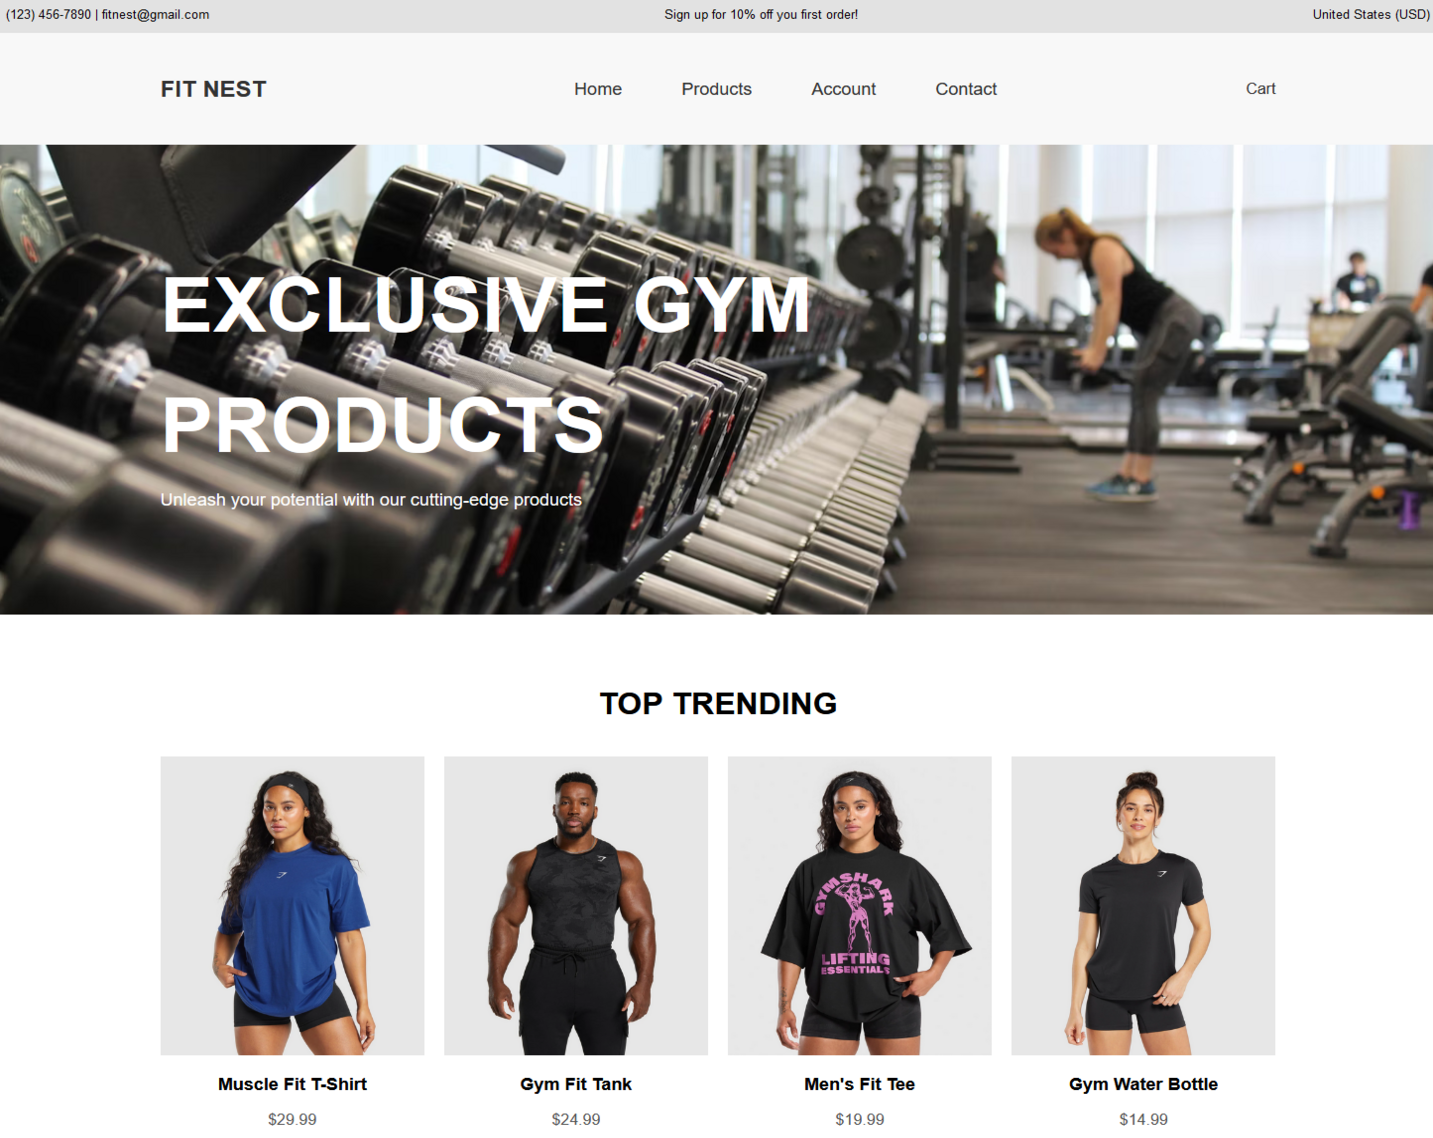 (123) 456-7890 | fitnest@gmail.com
Sign up for 10% off you first order!
United States (USD)
FIT NEST
Home
Products
Account
Contact
Cart
EXCLUSIVE GYM
PRODUCTS
Unleash your potential with our cutting-edge products
TOP TRENDING
GYMSHARK
LIFTING
ESSENTIALS
Muscle Fit T-Shirt
Gym Fit Tank
Men's Fit Tee
Gym Water Bottle
$29.99
$24.99
$19.99
$14.99